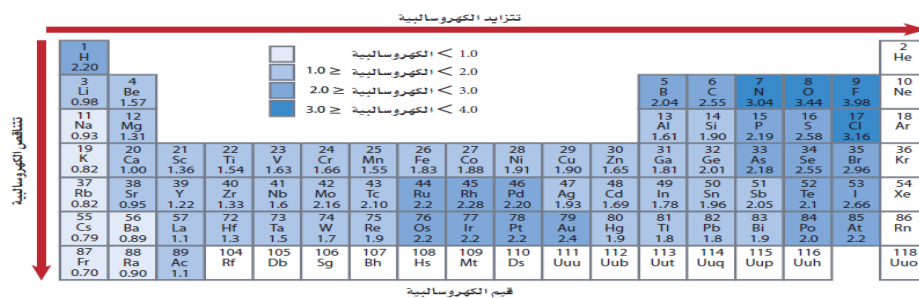 تتزايد الكهروسالبية
تتناقص الكهروسالبية
الكهروسالبية < 1.0
1.0 ≤ الكهروسالبية < 2.0
2.0 ≤ الكهروسالبية < 3.0
3.0 ≤ الكهروسالبية < 4.0
1 2
H He
2.20
3 4 5 6 7 8 9 10
Li Be B C N O F Ne
0.98 1.57 2.04 2.55 3.04 3.44 3.98
11 12 13 14 15 16 17 18
Na Mg Al Si P S Cl Ar
0.93 1.31 1.61 1.90 2.19 2.58 3.16
19 20 21 22 23 24 25 26 27 28 29 30 31 32 33 34 35 36
K Ca Sc Ti V Cr Mn Fe Co Ni Cu Zn Ga Ge As Se Br Kr
0.82 1.00 1.36 1.54 1.63 1.66 1.55 1.83 1.88 1.91 1.90 1.65 1.81 2.01 2.18 2.55 2.96
37 38 39 40 41 42 43 44 45 46 47 48 49 50 51 52 53 54
Rb Sr Y Zr Nb Mo Tc Ru Rh Pd Ag Cd In Sn Sb Te I Xe
0.82 0.95 1.22 1.33 1.6 2.16 2.10 2.2 2.28 2.20 1.93 1.69 1.78 1.96 2.05 2.1 2.66
55 56 57 72 73 74 75 76 77 78 79 80 81 82 83 84 85 86
Cs Ba La Hf Ta W Re Os Ir Pt Au Hg Tl Pb Bi Po At Rn
0.79 0.89 1.1 1.3 1.5 1.7 1.9 2.2 2.2 2.2 2.4 1.9 1.8 1.8 1.9 2.0 2.2
87 88 89 104 105 106 107 108 109 110 111 112 113 114 115 116 118
Fr Ra Ac Rf Db Sg Bh Hs Mt Ds Uuu Uub Uut Uuq Uup Uuh Uuo
0.70 0.90 1.1
قيم الكهروسالبية